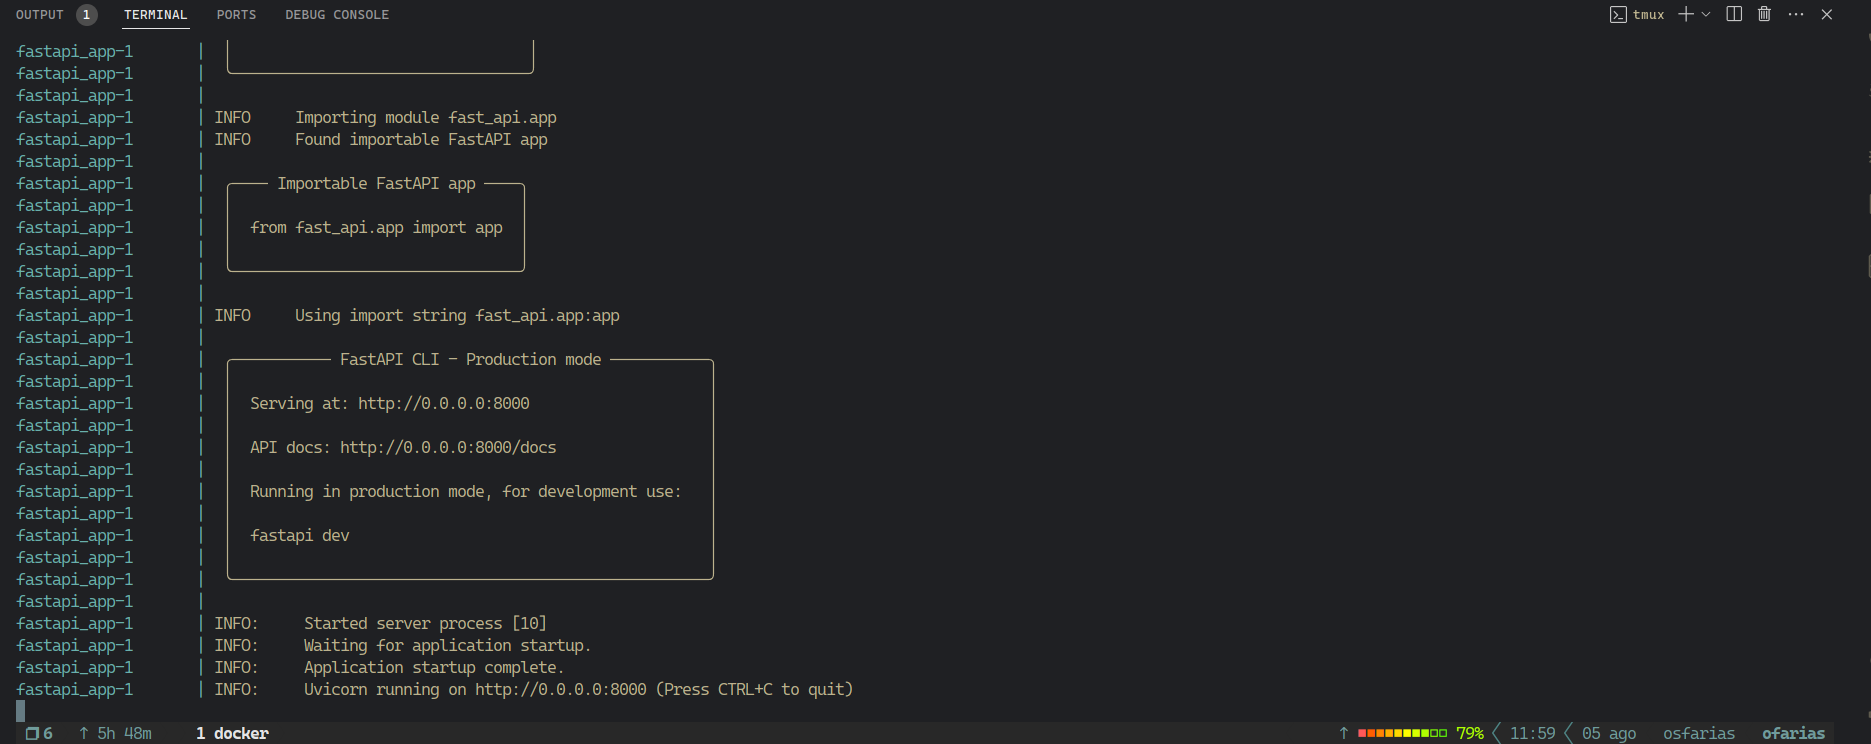 OUTPUT 1 TERMINAL PORTS DEBUG CONSOLE tmux
fastapi_app-1 |
fastapi_app-1 |
fastapi_app-1 |
fastapi_app-1 | INFO Importing module fast_api.app
fastapi_app-1 | INFO Found importable FastAPI app
fastapi_app-1 |
fastapi_app-1 | Importable FastAPI app
fastapi_app-1 |
fastapi_app-1 | from fast_api.app import app
fastapi_app-1 |
fastapi_app-1 |
fastapi_app-1 |
fastapi_app-1 | INFO Using import string fast_api.app:app
fastapi_app-1 |
fastapi_app-1 | FastAPI CLI - Production mode
fastapi_app-1 |
fastapi_app-1 | Serving at: http://0.0.0.0:8000
fastapi_app-1 |
fastapi_app-1 | API docs: http://0.0.0.0:8000/docs
fastapi_app-1 |
fastapi_app-1 | Running in production mode, for development use:
fastapi_app-1 |
fastapi_app-1 | fastapi dev
fastapi_app-1 |
fastapi_app-1 |
fastapi_app-1 |
fastapi_app-1 | INFO: Started server process [10]
fastapi_app-1 | INFO: Waiting for application startup.
fastapi_app-1 | INFO: Application startup complete.
fastapi_app-1 | INFO: Uvicorn running on http://0.0.0.0:8000 (Press CTRL+C to quit)
6 ↑ 5h 48m 1 docker ↑ 79% 11:59 05 ago osfarias ofarias